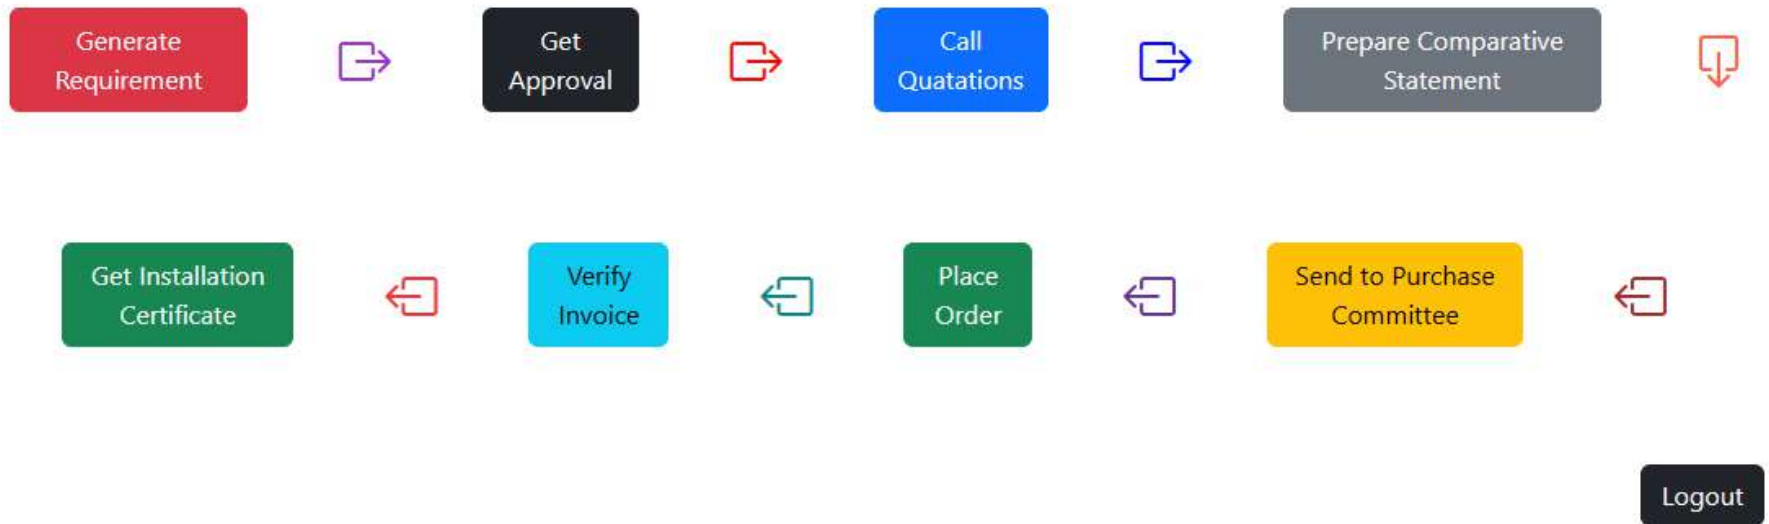 Generate
Requirement
Get
Approval
Call
Quatations
Prepare Comparative
Statement
Get Installation
Certificate
Verify
Invoice
Place
Order
Send to Purchase
Committee
Logout